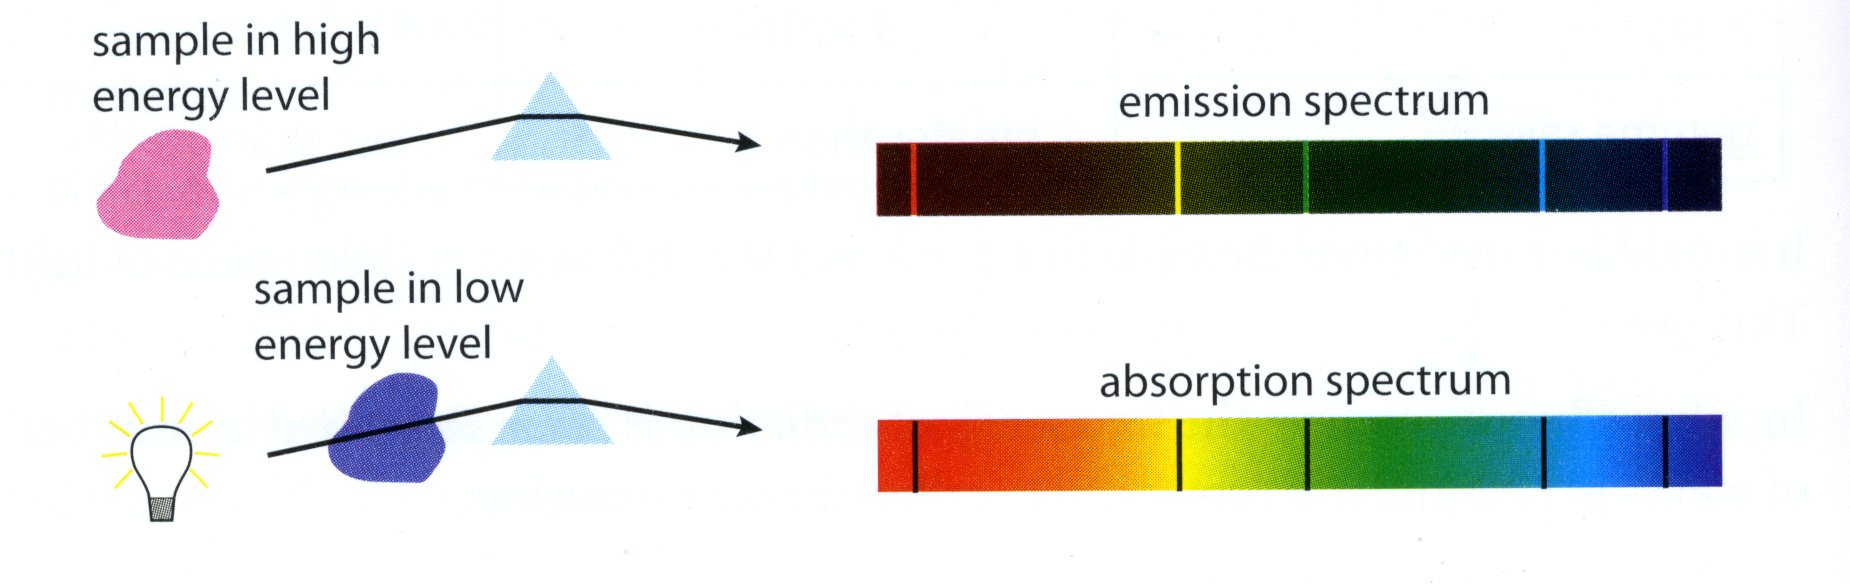 sample in high
energy level
emission spectrum
sample in low
energy level
absorption spectrum